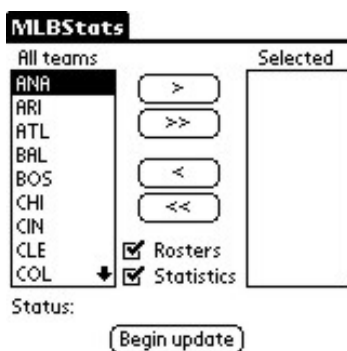 MLBStats
All teams
Selected
ANA
ARI
ATL
BAL
BOS
CHI
CIN
CLE
COL
>
>>
<
<<
Rosters
Statistics
Status:
Begin update